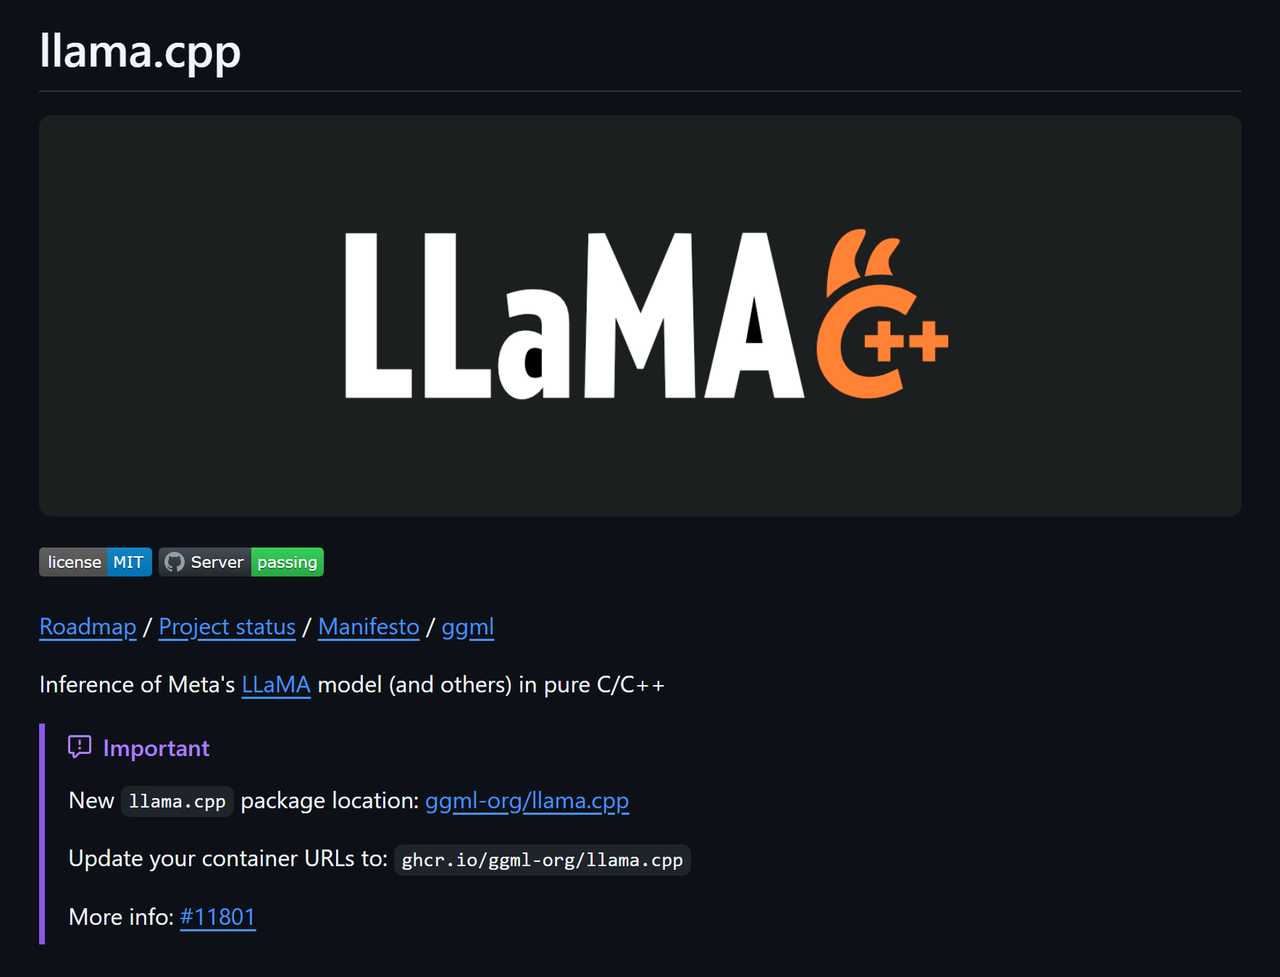 llama.cpp
LLaMA C++
license MIT Server passing
Roadmap / Project status / Manifesto / ggml
Inference of Meta's LLaMA model (and others) in pure C/C++
Important
New llama.cpp package location: ggml-org/llama.cpp
Update your container URLs to: ghcr.io/ggml-org/llama.cpp
More info: #11801